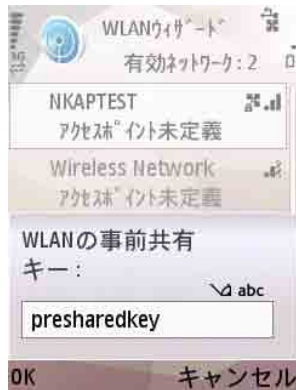 WLANウィザード
有効ネットワーク: 2
NKAPTEST
アクセスポイント未定義
Wireless Network
アクセスポイント未定義
WLANの事前共有
キー:
abc
presharedkey
OK キャンセル